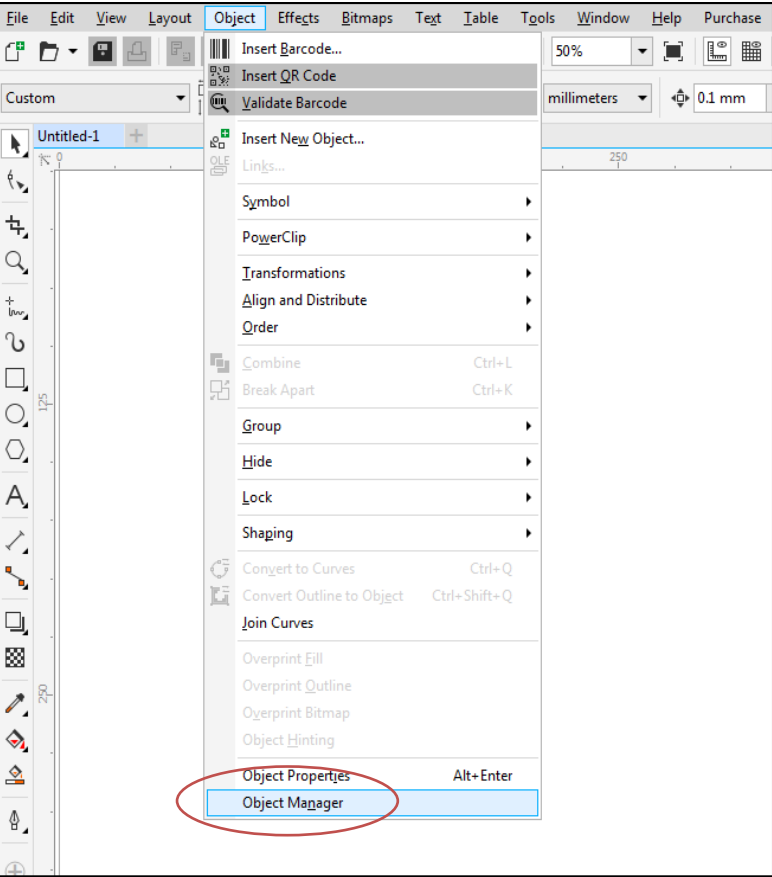 File Edit View Layout Object Effects Bitmaps Text Table Tools Window Help Purchase
Insert Barcode...
50%
Insert QR Code
Custom
Validate Barcode
millimeters
0.1 mm
Untitled-1
Insert New Object...
0
250
OLE
Links...
Symbol
PowerClip
Transformations
Align and Distribute
Order
Combine Ctrl+L
Break Apart Ctrl+K
125
Group
Hide
Lock
Shaping
Convert to Curves Ctrl+Q
Convert Outline to Object Ctrl+Shift+Q
Join Curves
Overprint Fill
Overprint Outline
250
Overprint Bitmap
Object Hinting
Object Properties Alt+Enter
Object Manager